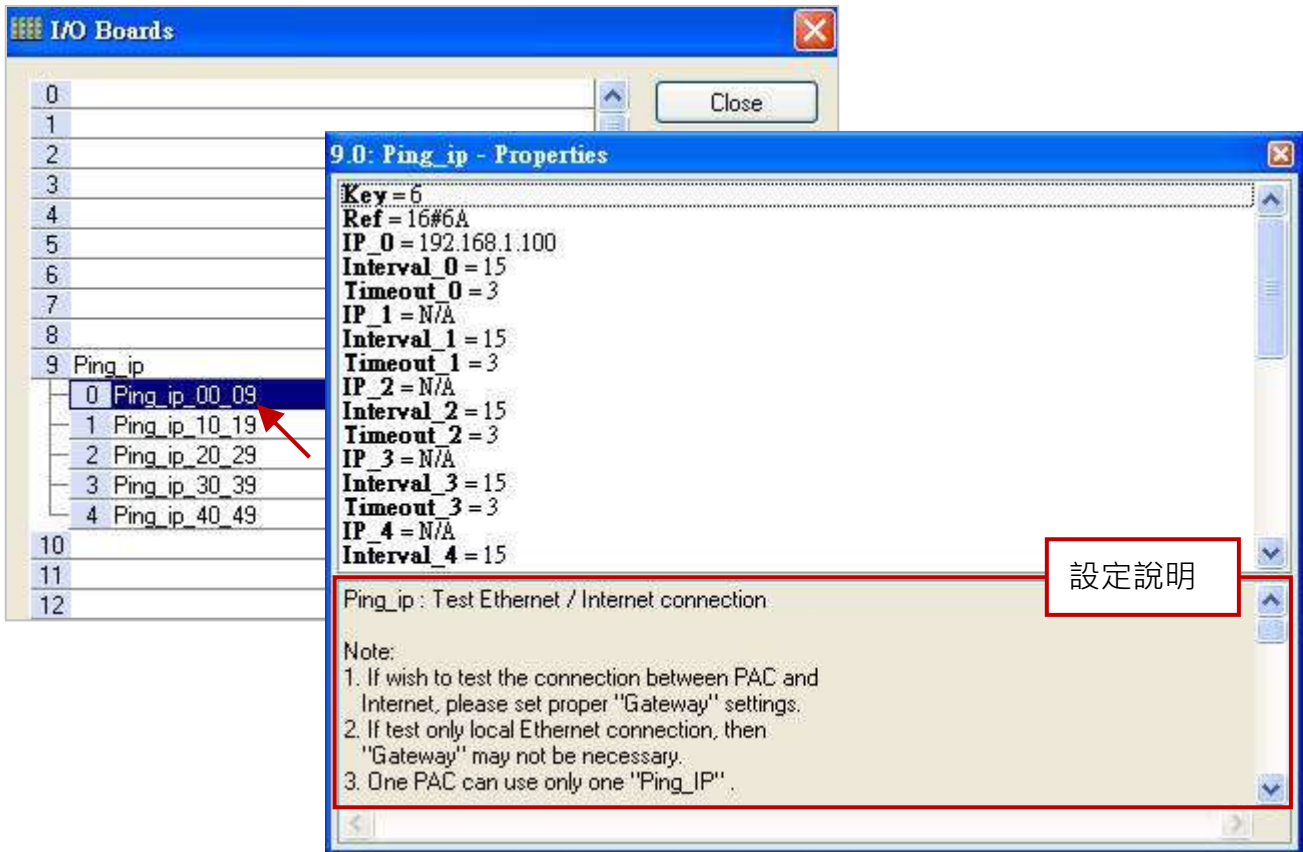 I/O Boards
0
Close
1
2
3
4
5
6
7
8
9 Ping_ip
0 Ping_ip_00_09
1 Ping_ip_10_19
2 Ping_ip_20_29
3 Ping_ip_30_39
4 Ping_ip_40_49
10
11
12
9.0: Ping_ip - Properties
Key = 6
Ref = 16#6A
IP_0 = 192.168.1.100
Interval_0 = 15
Timeout_0 = 3
IP_1 = N/A
Interval_1 = 15
Timeout_1 = 3
IP_2 = N/A
Interval_2 = 15
Timeout_2 = 3
IP_3 = N/A
Interval_3 = 15
Timeout_3 = 3
IP_4 = N/A
Interval_4 = 15
設定說明
Ping_ip : Test Ethernet / Internet connection
Note:
1. If wish to test the connection between PAC and
Internet, please set proper "Gateway" settings.
2. If test only local Ethernet connection, then
"Gateway" may not be necessary.
3. One PAC can use only one "Ping_IP" .